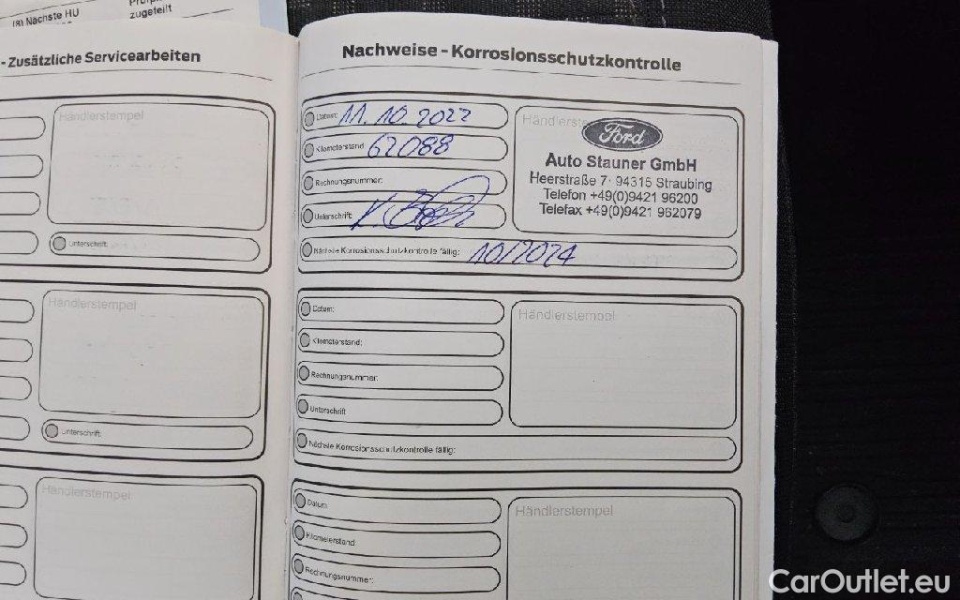 (8) Nächste HU
zugeteilt
- Zusätzliche Servicearbeiten
Händlerstempel
Unterschrift:
Händlerstempel
Unterschrift:
Händlerstempel
Nachweise - Korrosionsschutzkontrolle
Datum: 11.10.2022
Kilometerstand: 62088
Rechnungsnummer:
Unterschrift:
Nächste Korrosionsschutzkontrolle fällig: 10/2024
Ford
Auto Stauner GmbH
Heerstraße 7 · 94315 Straubing
Telefon +49(0)9421 96200
Telefax +49(0)9421 962079
Datum:
Kilometerstand:
Rechnungsnummer:
Unterschrift:
Nächste Korrosionsschutzkontrolle fällig:
Händlerstempel:
Datum:
Kilometerstand:
Rechnungsnummer:
Händlerstempel
CarOutlet.eu